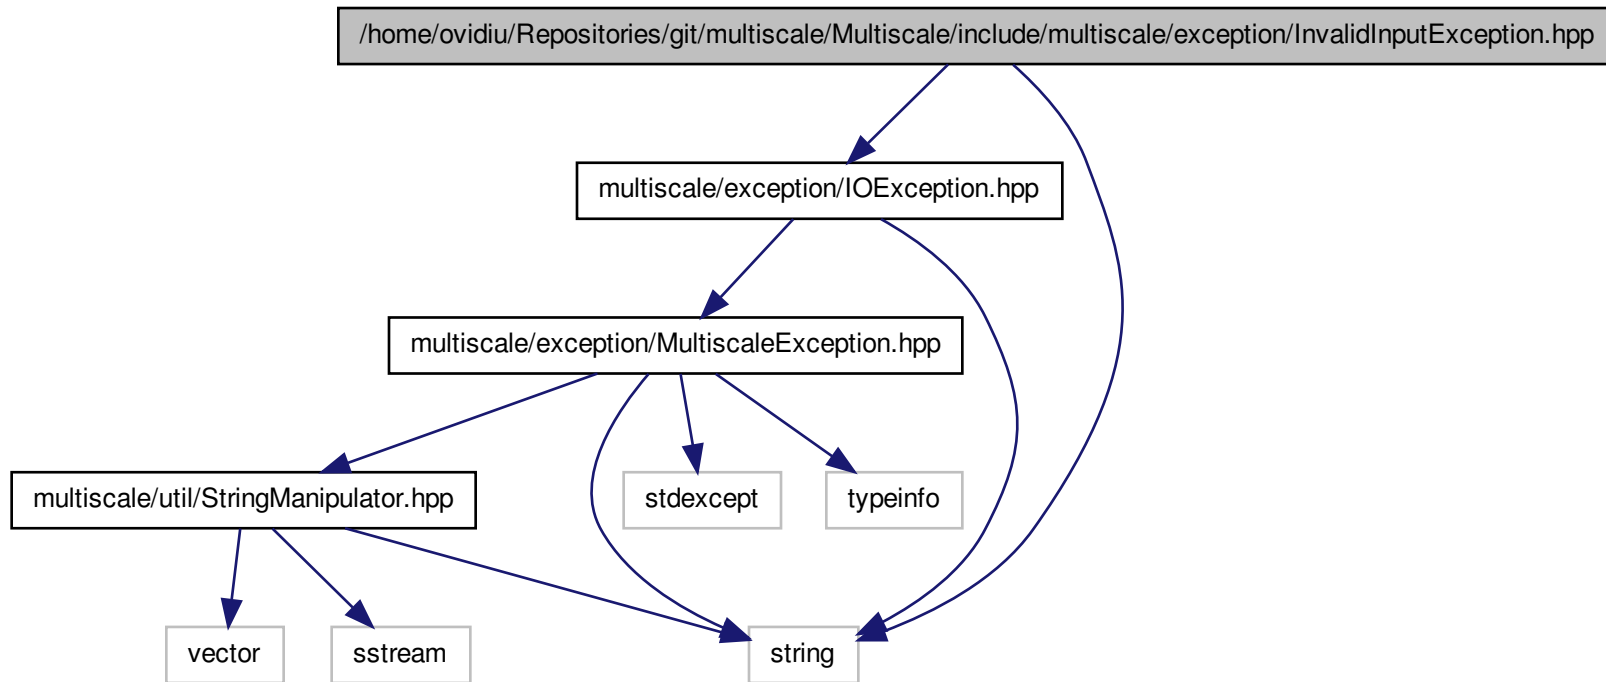 /home/ovidiu/Repositories/git/multiscale/Multiscale/include/multiscale/exception/InvalidInputException.hpp
multiscale/exception/IOException.hpp
multiscale/exception/MultiscaleException.hpp
multiscale/util/StringManipulator.hpp
stdexcept
typeinfo
vector
sstream
string